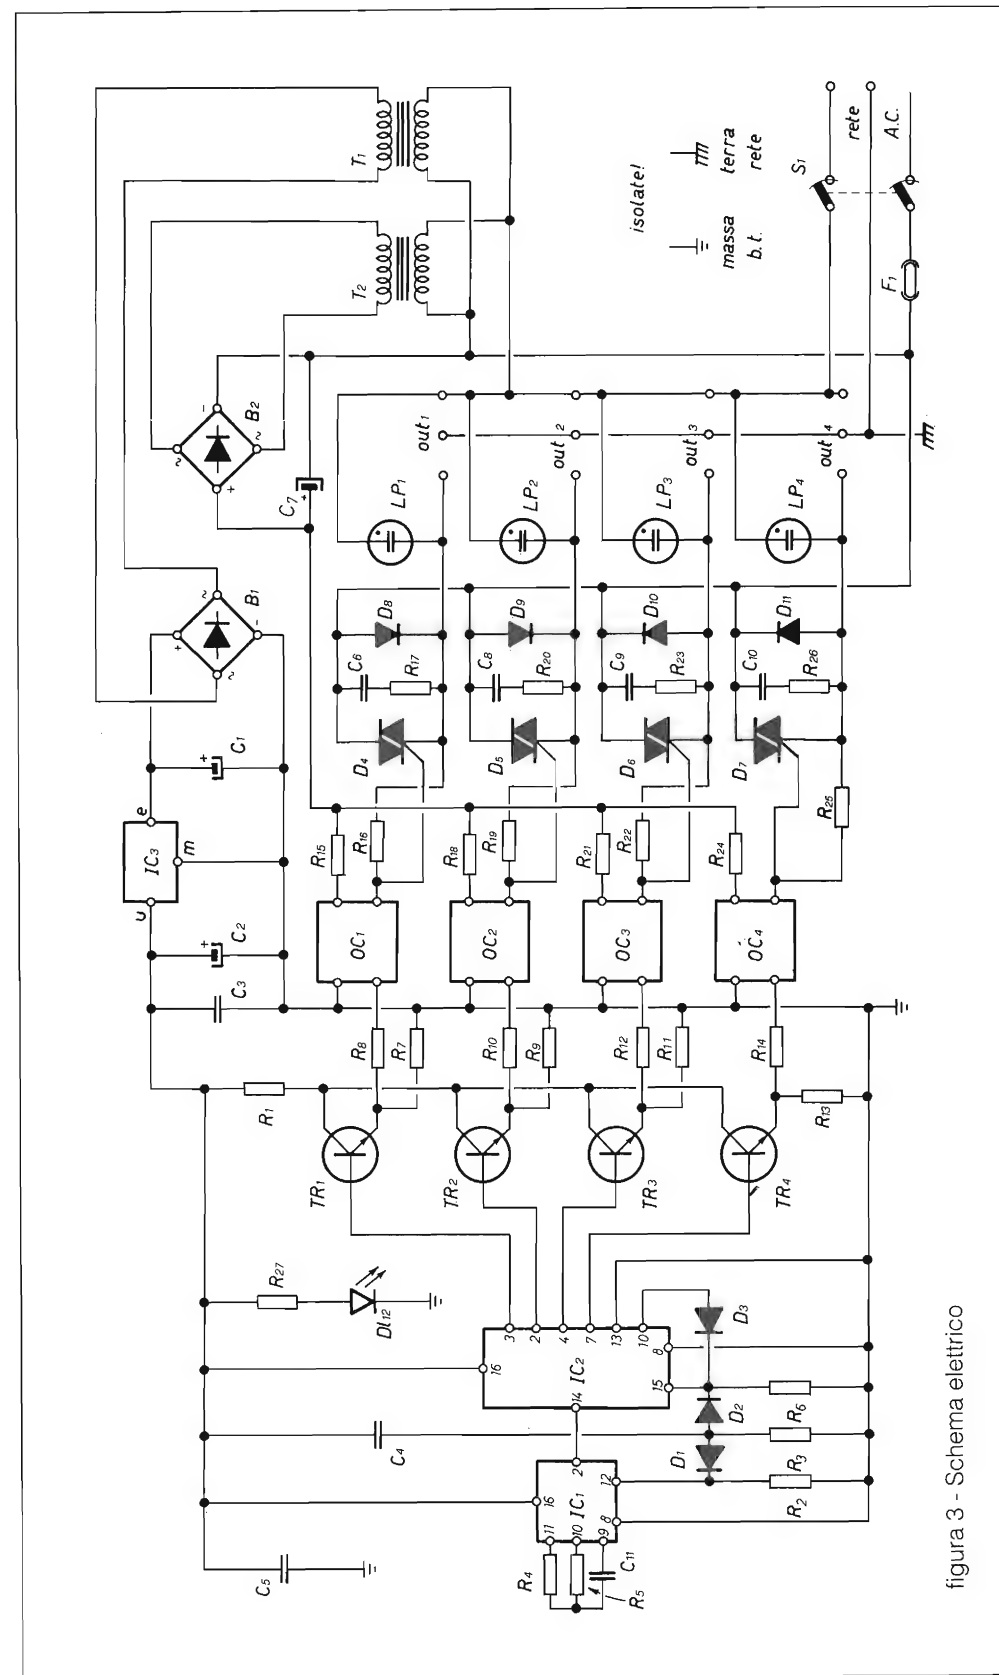 T1
T2
B2
~
~
-
+
C7
B1
~
~
+
-
C1
e
IC3
m
u
C2
C3
isolate!
massa
b.t.
terra
rete
S1
rete
A.C.
F1
out 1
out 2
out 3
out 4
LP1
LP2
LP3
LP4
D8
D9
D10
D11
C6
R17
C8
R20
C9
R23
C10
R26
D4
D5
D6
D7
R15
R16
R18
R19
R21
R22
R24
R25
OC1
OC2
OC3
OC4
R8
R7
R10
R9
R12
R11
R14
R13
R1
TR1
TR2
TR3
TR4
R27
Dl12
C4
C5
IC2
16
3
2
4
7
13
10
8
15
14
D3
D2
D1
R6
R3
R2
IC1
16
2
12
8
9
10
11
R4
R5
C11
figura 3 - Schema elettrico